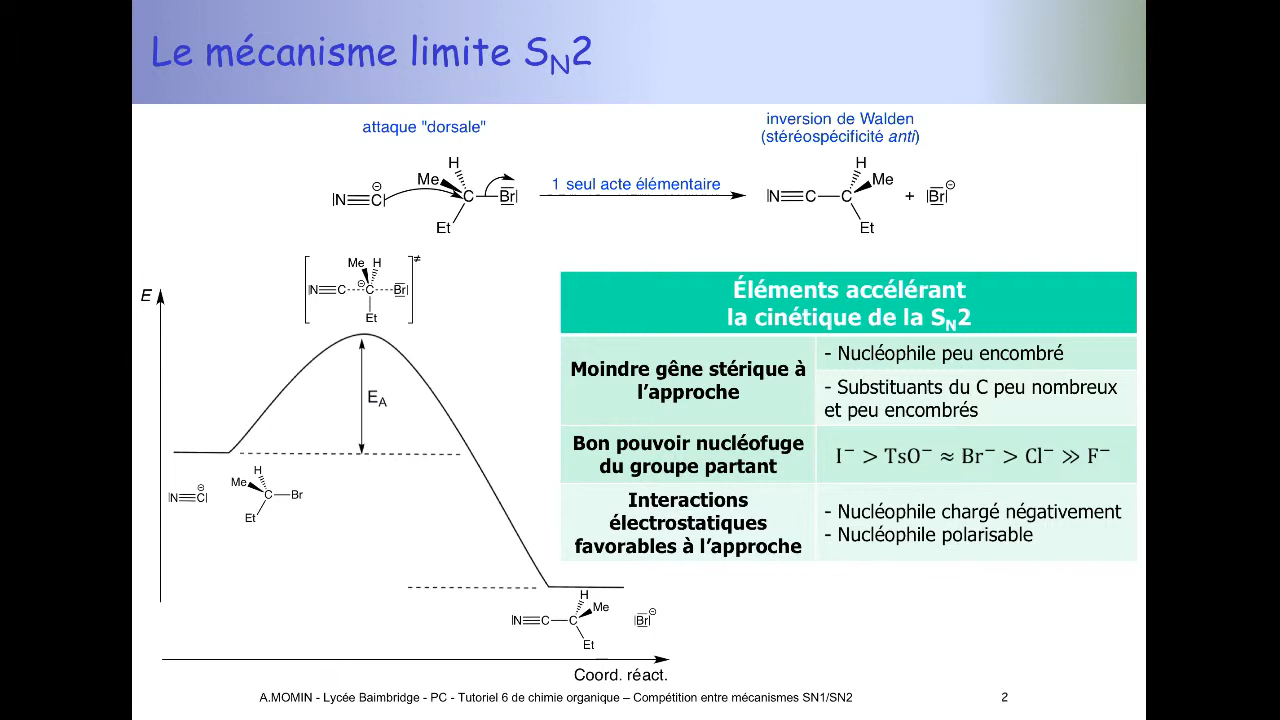 Le mécanisme limite SN2
attaque "dorsale"
inversion de Walden
(stéréospécificité anti)
|N≡C|⊖ Me H C Br Et
1 seul acte élémentaire
|N≡C—C H Me Et + |Br|⊖
[|N≡C---C⊖---Br| Me H Et]≠
E
EA
|N≡C|⊖ Me H C—Br Et
|N≡C—C H Me Et |Br|⊖
Coord. réact.
Éléments accélérant
la cinétique de la SN2
Moindre gêne stérique à
l’approche
- Nucléophile peu encombré
- Substituants du C peu nombreux
et peu encombrés
Bon pouvoir nucléofuge
du groupe partant
I⁻ > TsO⁻ ≈ Br⁻ > Cl⁻ ≫ F⁻
Interactions
électrostatiques
favorables à l’approche
- Nucléophile chargé négativement
- Nucléophile polarisable
A.MOMIN - Lycée Baimbridge - PC - Tutoriel 6 de chimie organique – Compétition entre mécanismes SN1/SN2
2